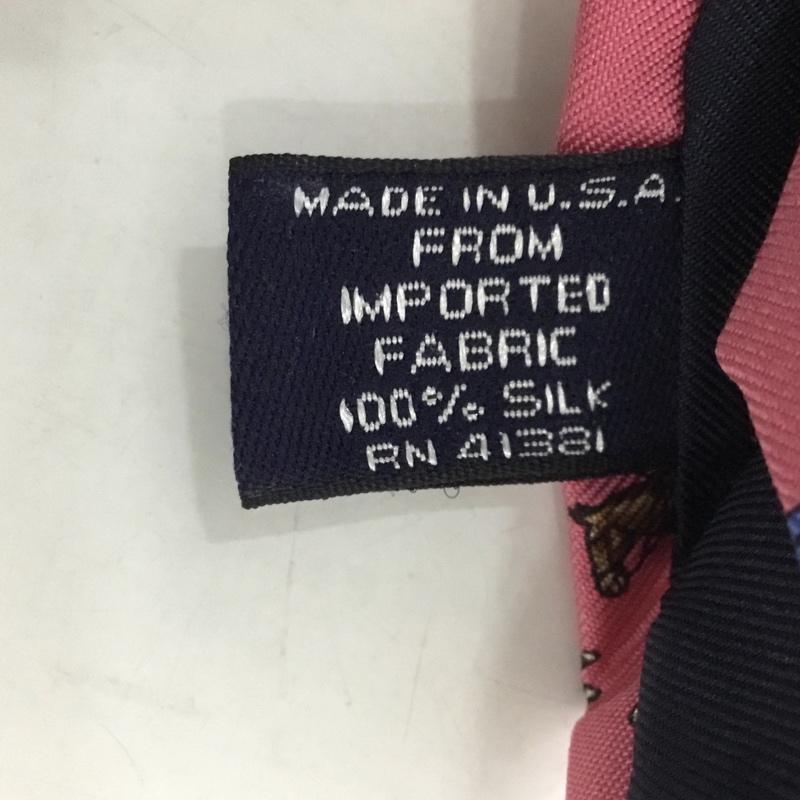 MADE IN U.S.A.
FROM
IMPORTED
FABRIC
100% SILK
RN 41381